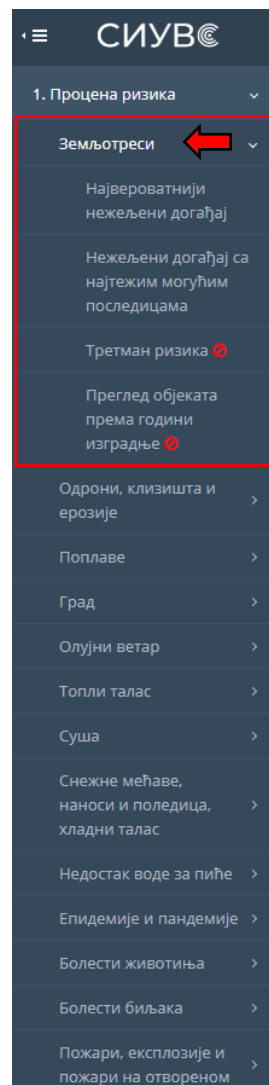 СИУВС
1. Процена ризика
Земљотреси
Највероватнији
нежељени догађај
Нежељени догађај са
најтежим могућим
последицама
Третман ризика
Преглед објеката
према години
изградње
Одрони, клизишта и
ерозије
Поплаве
Град
Олујни ветар
Топли талас
Суша
Снежне мећаве,
наноси и поледица,
хладни талас
Недостак воде за пиће
Епидемије и пандемије
Болести животиња
Болести биљака
Пожари, експлозије и
пожари на отвореном